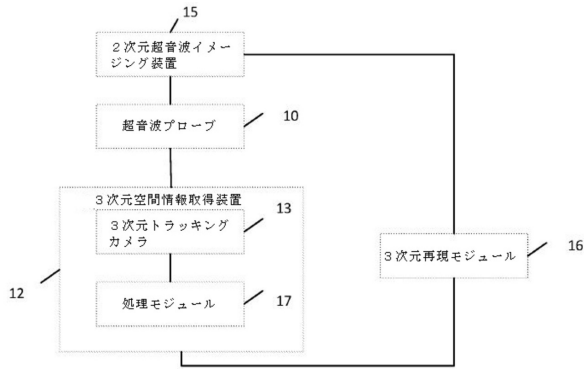 15
2次元超音波イメー
ジング装置
超音波プローブ
10
3次元空間情報取得装置
3次元トラッキング
カメラ
13
3次元再現モジュール
16
12
処理モジュール
17